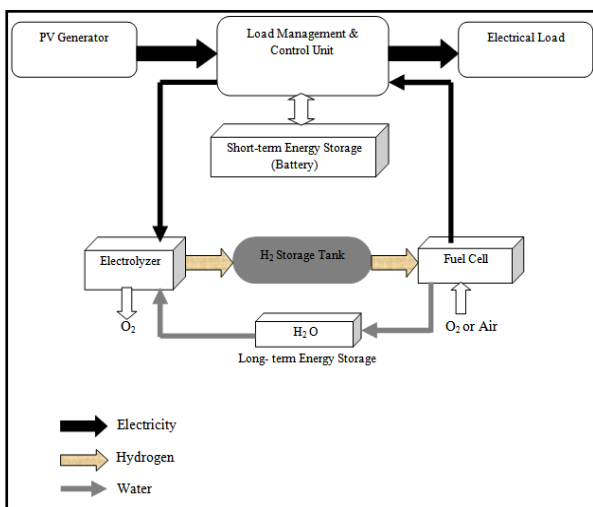 PV Generator
Load Management &
Control Unit
Electrical Load
Short-term Energy Storage
(Battery)
Electrolyzer
H₂ Storage Tank
Fuel Cell
O₂
H₂ O
O₂ or Air
Long- term Energy Storage
Electricity
Hydrogen
Water